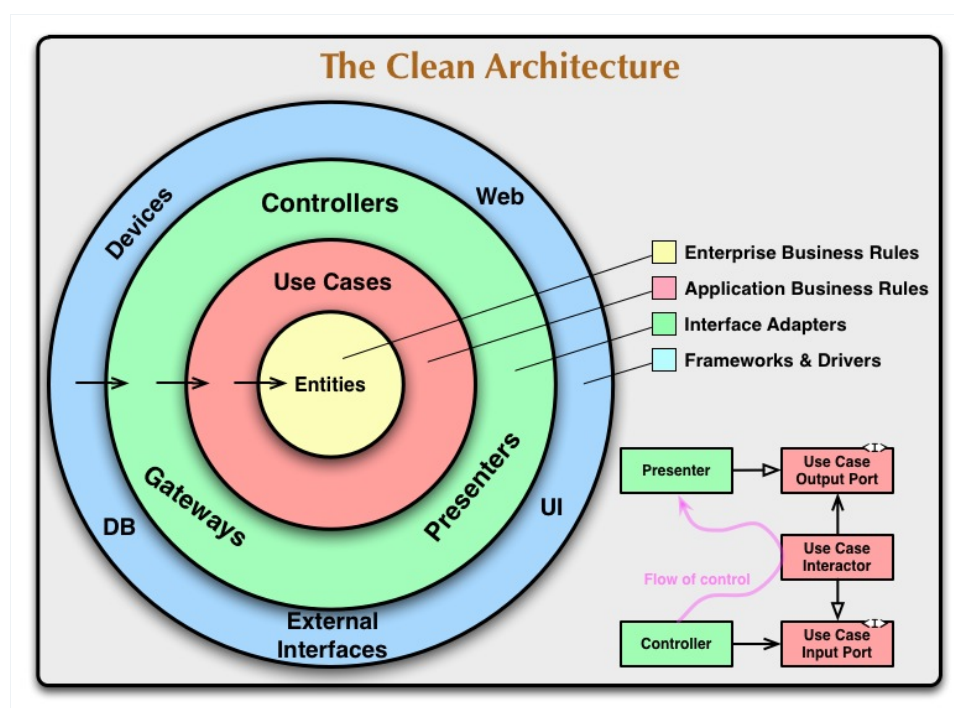 The Clean Architecture
Devices
Web
Controllers
Use Cases
Entities
Gateways
Presenters
DB
UI
External
Interfaces
Enterprise Business Rules
Application Business Rules
Interface Adapters
Frameworks & Drivers
Presenter
<I>
Use Case
Output Port
Use Case
Interactor
Flow of control
Controller
<I>
Use Case
Input Port